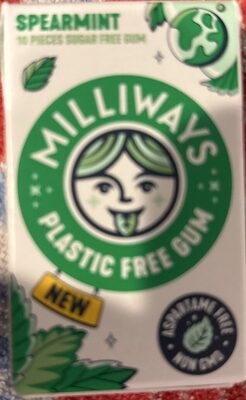 SPEARMINT
10 PIECES SUGAR FREE GUM
MILLIWAYS
PLASTIC FREE GUM
NEW
ASPARTAME FREE
NON GMO